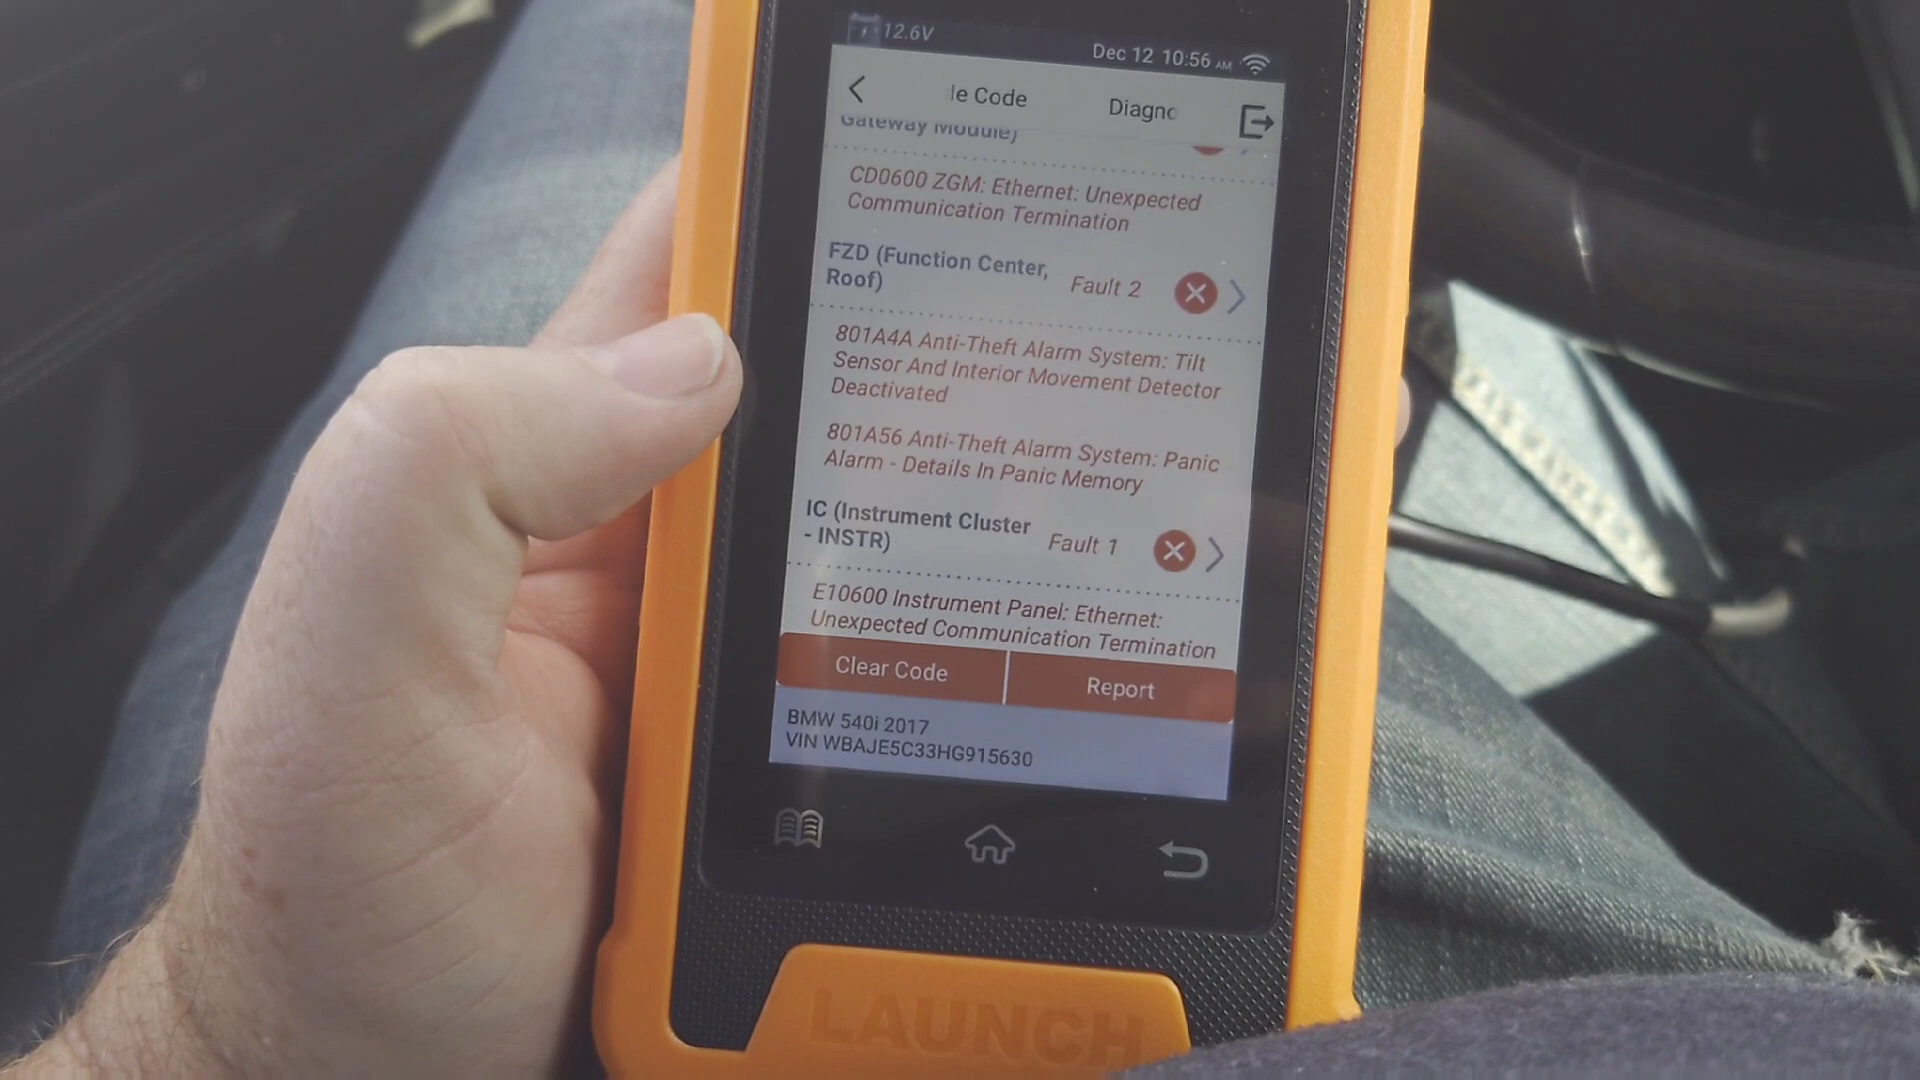 12.6V
Dec 12 10:56 AM
le Code Diagno
Gateway Module)
CD0600 ZGM: Ethernet: Unexpected
Communication Termination
FZD (Function Center,
Roof)
Fault 2
801A4A Anti-Theft Alarm System: Tilt
Sensor And Interior Movement Detector
Deactivated
801A56 Anti-Theft Alarm System: Panic
Alarm - Details In Panic Memory
IC (Instrument Cluster
- INSTR)
Fault 1
E10600 Instrument Panel: Ethernet:
Unexpected Communication Termination
Clear Code Report
BMW 540i 2017
VIN WBAJE5C33HG915630
LAUNCH